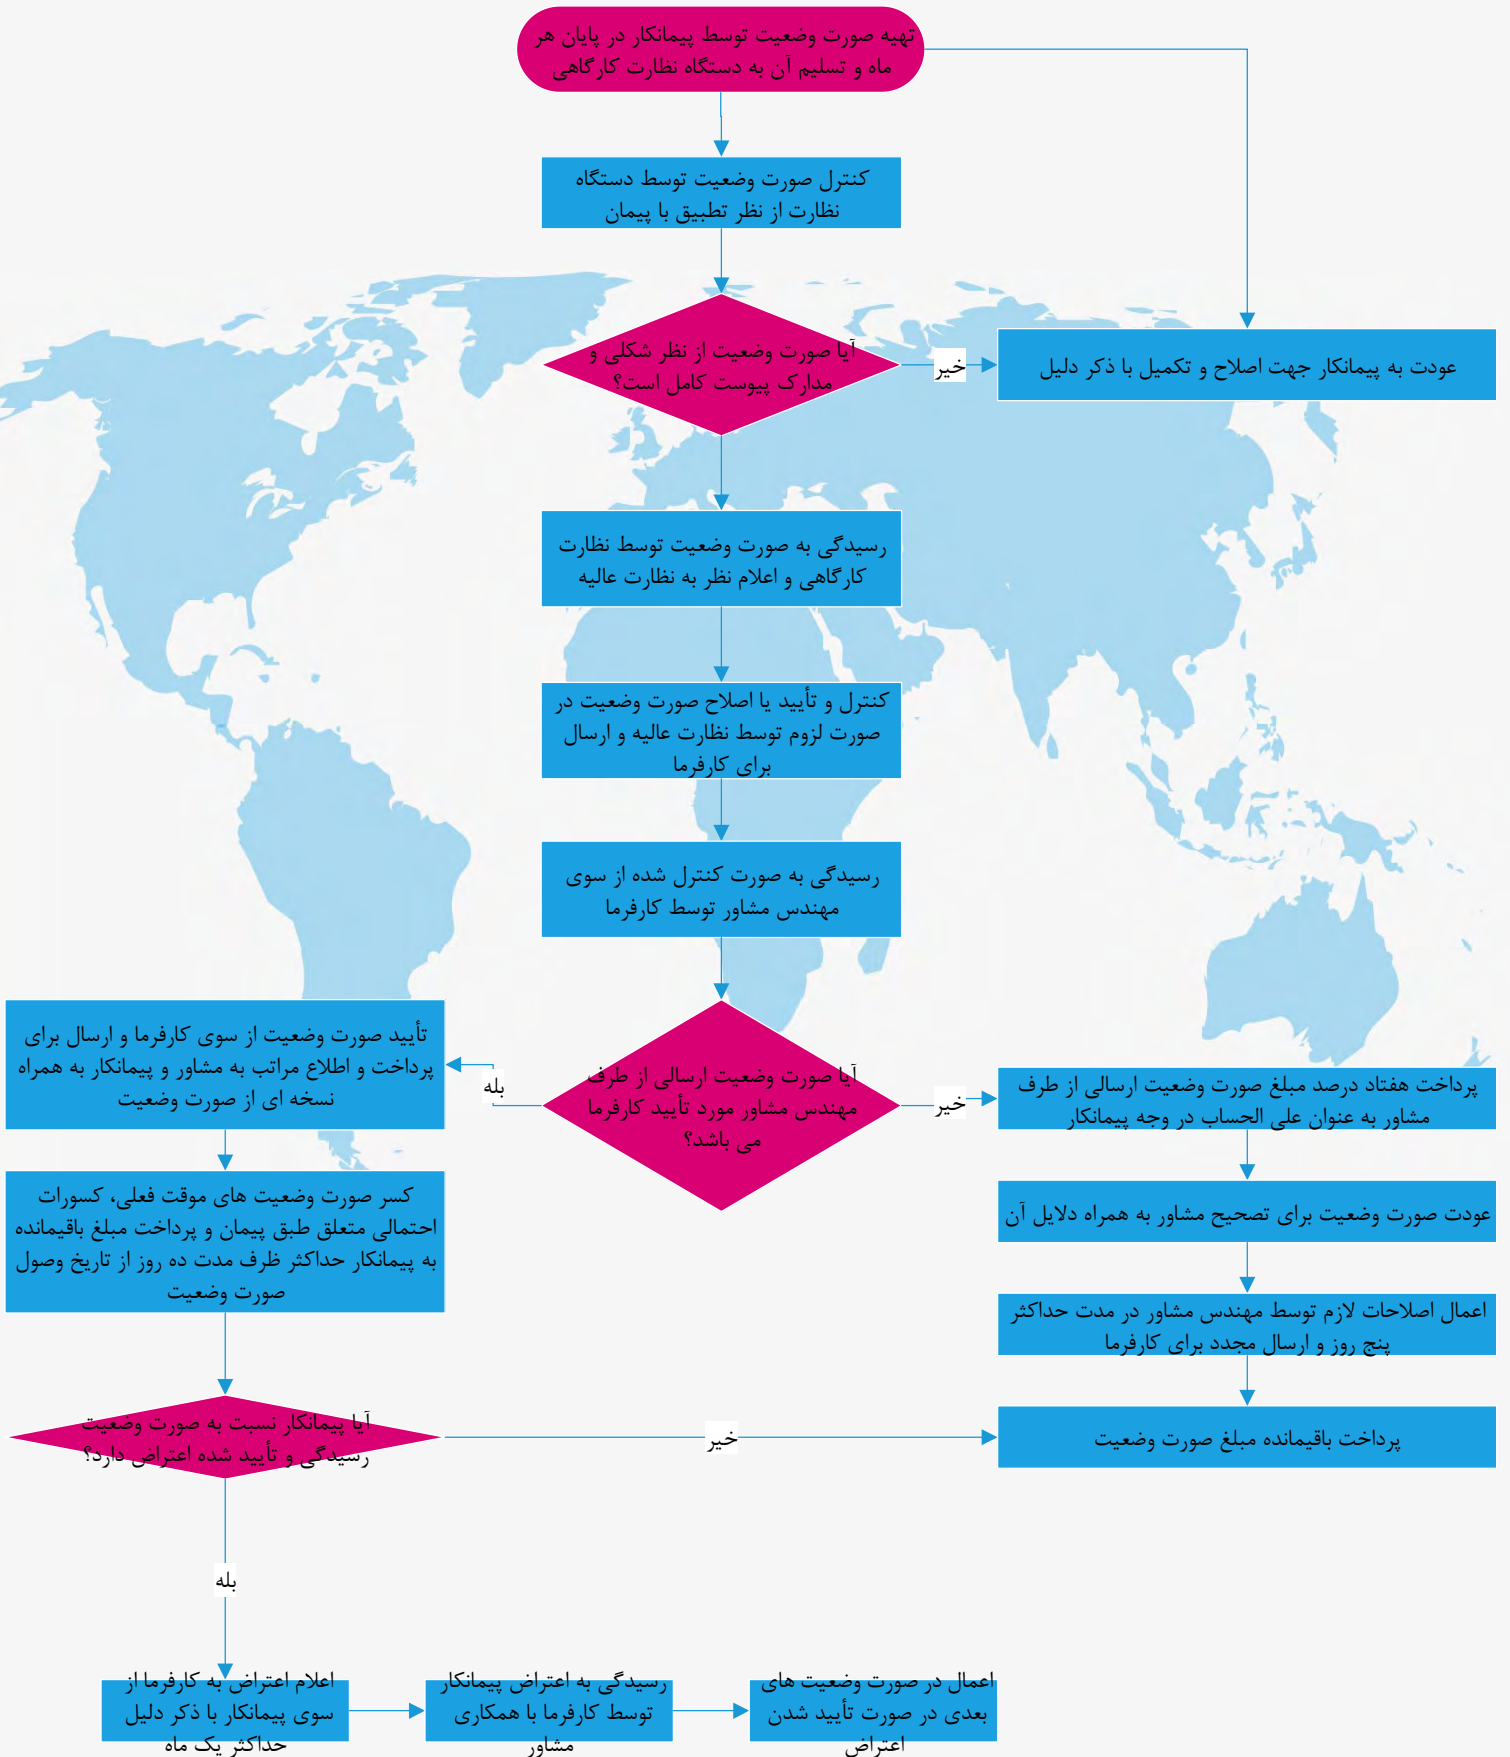 تهیه صورت وضعیت توسط پیمانکار در پایان هر
ماه و تسلیم آن به دستگاه نظارت کارگاهی
کنترل صورت وضعیت توسط دستگاه
نظارت از نظر تطبیق با پیمان
آیا صورت وضعیت از نظر شکلی و
مدارک پیوست کامل است؟
خیر
عودت به پیمانکار جهت اصلاح و تکمیل با ذکر دلیل
رسیدگی به صورت وضعیت توسط نظارت
کارگاهی و اعلام نظر به نظارت عالیه
کنترل و تأیید یا اصلاح صورت وضعیت در
صورت لزوم توسط نظارت عالیه و ارسال
برای کارفرما
رسیدگی به صورت کنترل شده از سوی
مهندس مشاور توسط کارفرما
آیا صورت وضعیت ارسالی از طرف
مهندس مشاور مورد تأیید کارفرما
می باشد؟
خیر
پرداخت هفتاد درصد مبلغ صورت وضعیت ارسالی از طرف
مشاور به عنوان علی الحساب در وجه پیمانکار
عودت صورت وضعیت برای تصحیح مشاور به همراه دلایل آن
اعمال اصلاحات لازم توسط مهندس مشاور در مدت حداکثر
پنج روز و ارسال مجدد برای کارفرما
پرداخت باقیمانده مبلغ صورت وضعیت
بله
تأیید صورت وضعیت از سوی کارفرما و ارسال برای
پرداخت و اطلاع مراتب به مشاور و پیمانکار به همراه
نسخه ای از صورت وضعیت
کسر صورت وضعیت های موقت فعلی، کسورات
احتمالی متعلق طبق پیمان و پرداخت مبلغ باقیمانده
به پیمانکار حداکثر ظرف مدت ده روز از تاریخ وصول
صورت وضعیت
آیا پیمانکار نسبت به صورت وضعیت
رسیدگی و تأیید شده اعتراض دارد؟
خیر
بله
اعلام اعتراض به کارفرما از
سوی پیمانکار با ذکر دلیل
حداکثر یک ماه
رسیدگی به اعتراض پیمانکار
توسط کارفرما با همکاری
مشاور
اعمال در صورت وضعیت های
بعدی در صورت تأیید شدن
اعتراض